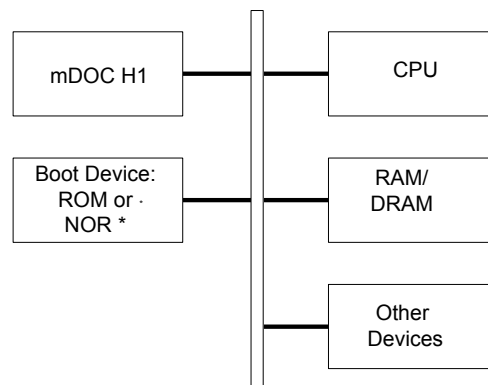 mDOC H1
CPU
Boot Device:
ROM or
NOR *
RAM/
DRAM
Other
Devices